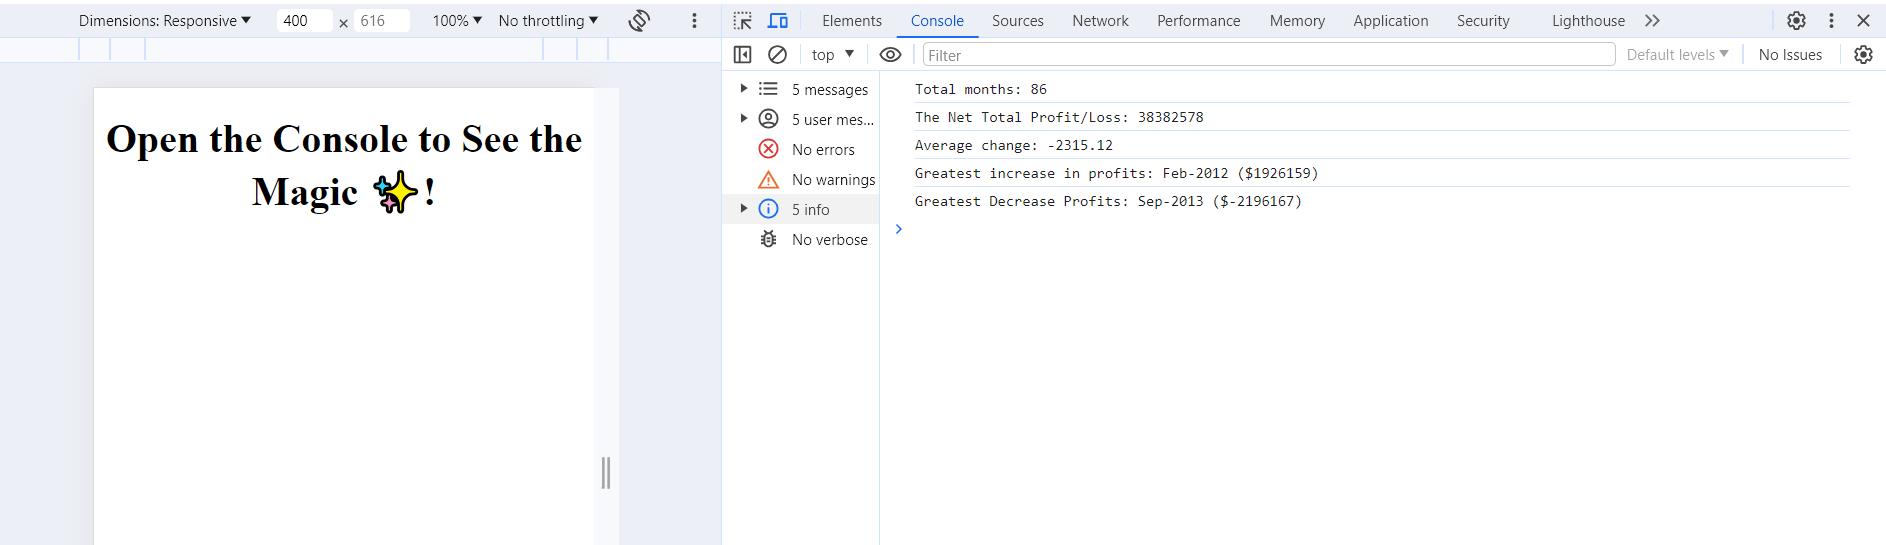 Dimensions: Responsive ▼ 400 × 616 100% ▼ No throttling ▼
Elements Console Sources Network Performance Memory Application Security Lighthouse
top ▼ Filter Default levels ▼ No Issues
Open the Console to See the
Magic ✨!
5 messages
5 user mes...
No errors
No warnings
5 info
No verbose
Total months: 86
The Net Total Profit/Loss: 38382578
Average change: -2315.12
Greatest increase in profits: Feb-2012 ($1926159)
Greatest Decrease Profits: Sep-2013 ($-2196167)